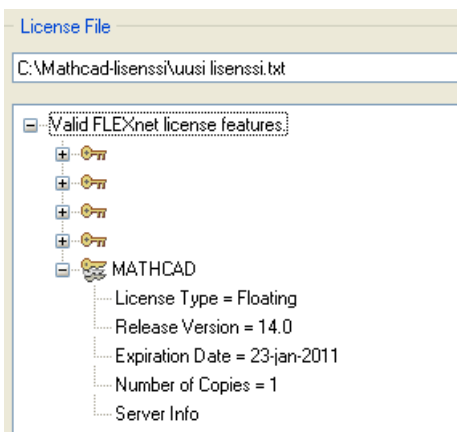 License File
C:\Mathcad-lisenssi\uusi lisenssi.txt
Valid FLEXnet license features.
MATHCAD
License Type = Floating
Release Version = 14.0
Expiration Date = 23-jan-2011
Number of Copies = 1
Server Info